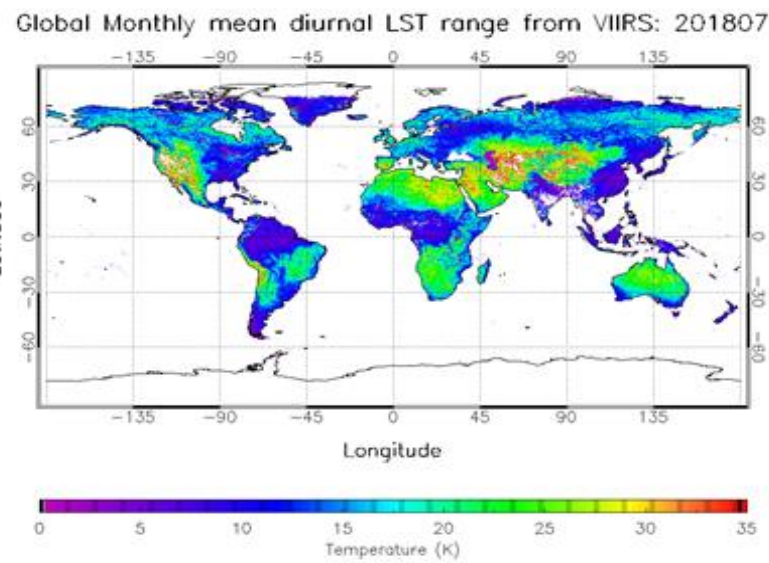 Global Monthly mean diurnal LST range from VIIRS: 201807
−135 −90 −45 0 45 90 135
60 60
30 30
0 0
−30 −30
−60 −60
−135 −90 −45 0 45 90 135
Longitude
0 5 10 15 20 25 30 35
Temperature (K)